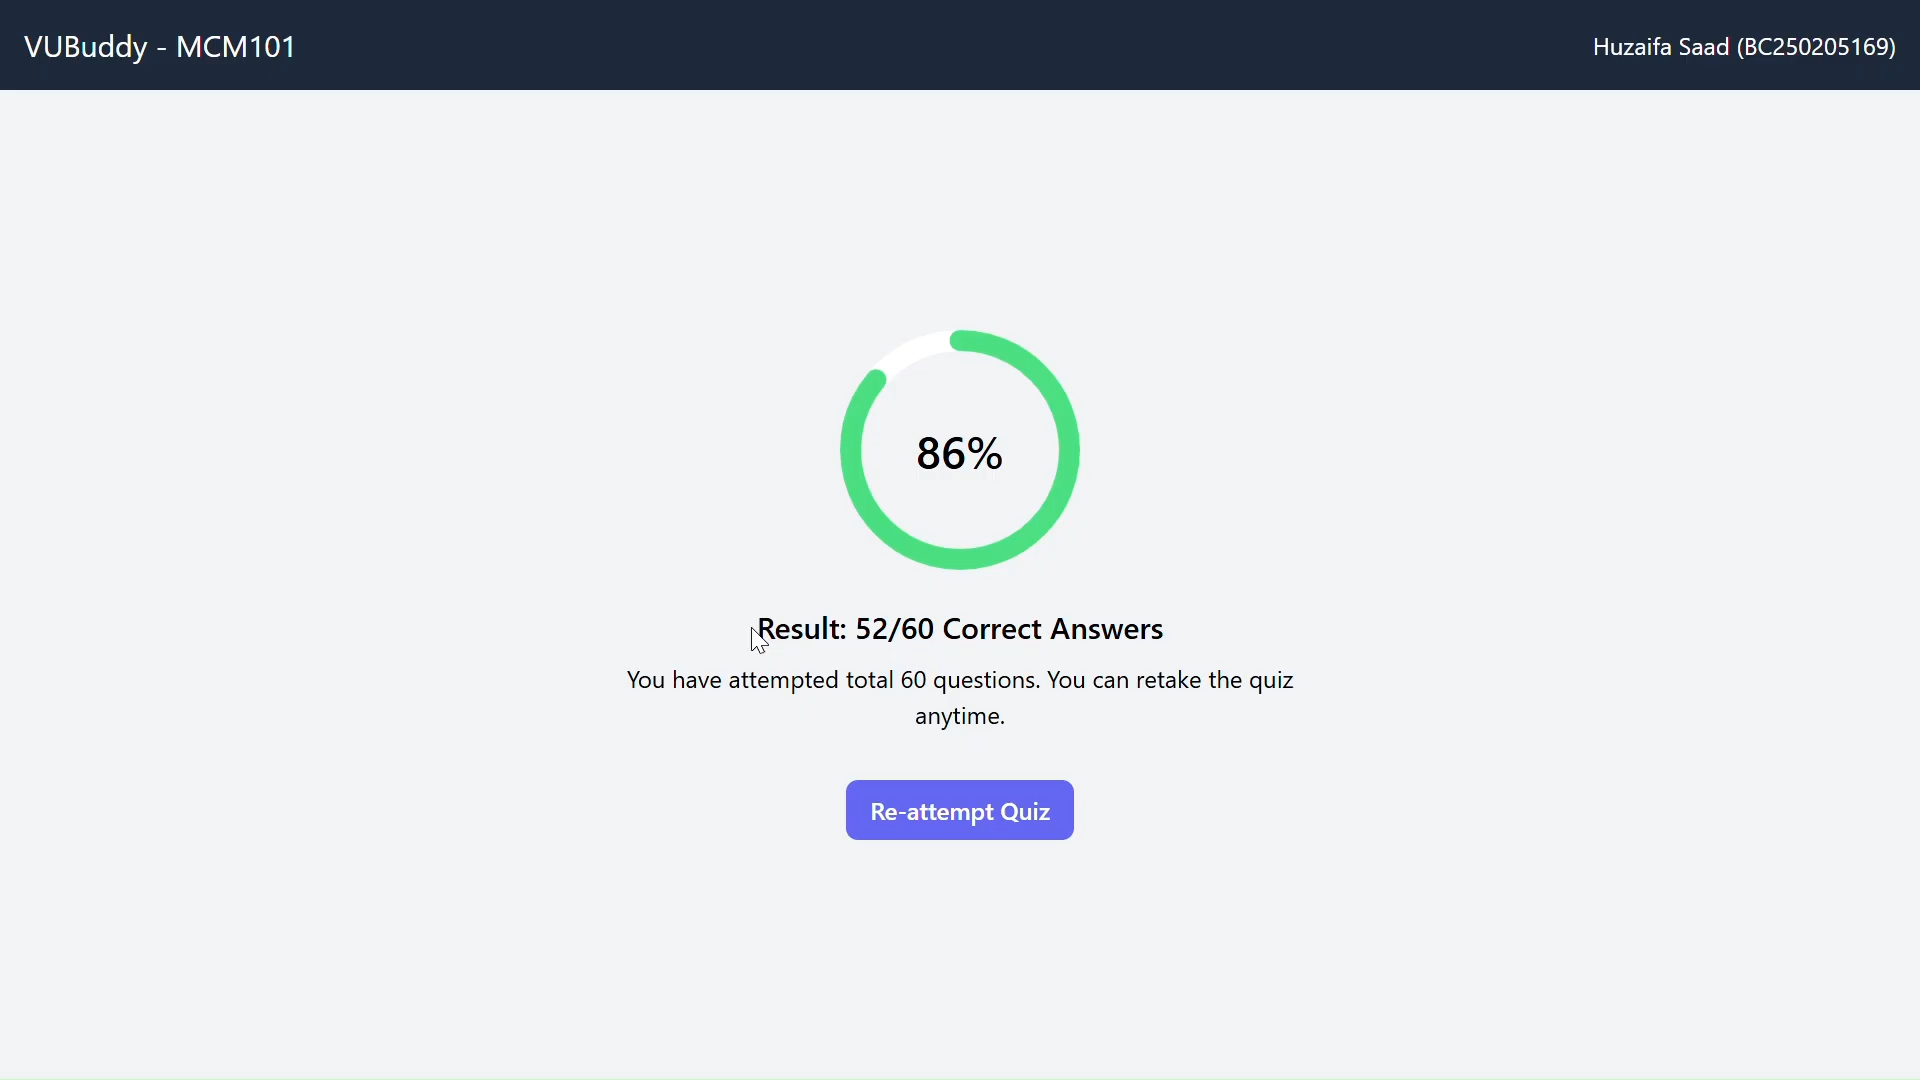 VUBuddy - MCM101
Huzaifa Saad (BC250205169)
86%
Result: 52/60 Correct Answers
You have attempted total 60 questions. You can retake the quiz
anytime.
Re-attempt Quiz